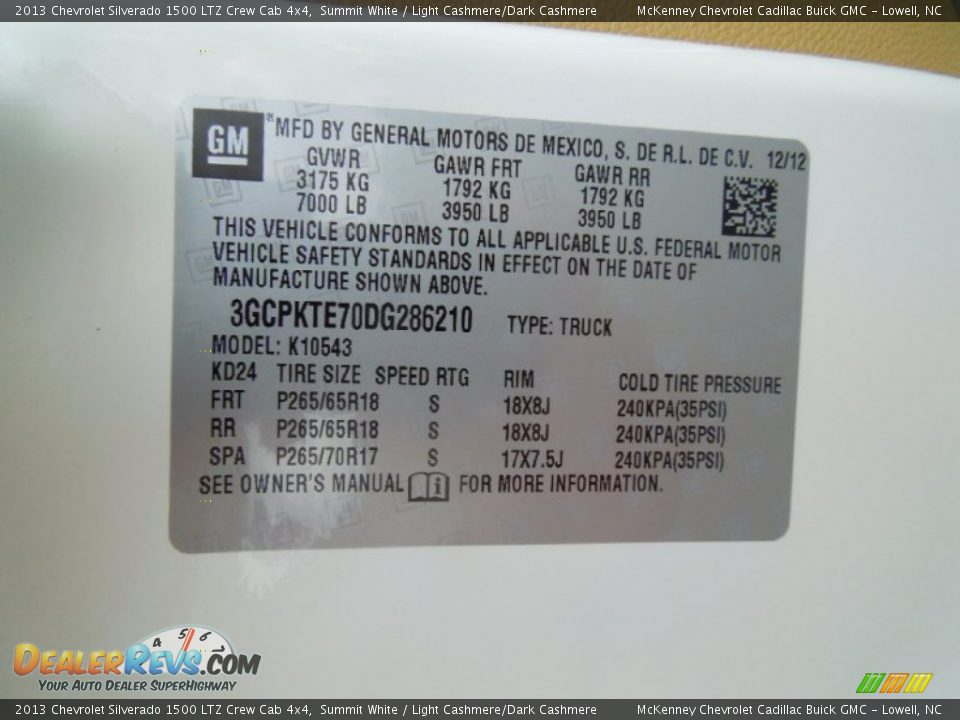 2013 Chevrolet Silverado 1500 LTZ Crew Cab 4x4, Summit White / Light Cashmere/Dark Cashmere McKenney Chevrolet Cadillac Buick GMC - Lowell, NC
GM ® MFD BY GENERAL MOTORS DE MEXICO, S. DE R.L. DE C.V. 12/12
GVWR GAWR FRT GAWR RR
3175 KG 1792 KG 1792 KG
7000 LB 3950 LB 3950 LB
THIS VEHICLE CONFORMS TO ALL APPLICABLE U.S. FEDERAL MOTOR
VEHICLE SAFETY STANDARDS IN EFFECT ON THE DATE OF
MANUFACTURE SHOWN ABOVE.
3GCPKTE70DG286210 TYPE: TRUCK
MODEL: K10543
KD24 TIRE SIZE SPEED RTG RIM COLD TIRE PRESSURE
FRT P265/65R18 S 18X8J 240KPA(35PSI)
RR P265/65R18 S 18X8J 240KPA(35PSI)
SPA P265/70R17 S 17X7.5J 240KPA(35PSI)
SEE OWNER'S MANUAL i FOR MORE INFORMATION.
4 5 6 7
DEALERREVS.COM
YOUR AUTO DEALER SUPERHIGHWAY
2013 Chevrolet Silverado 1500 LTZ Crew Cab 4x4, Summit White / Light Cashmere/Dark Cashmere McKenney Chevrolet Cadillac Buick GMC - Lowell, NC